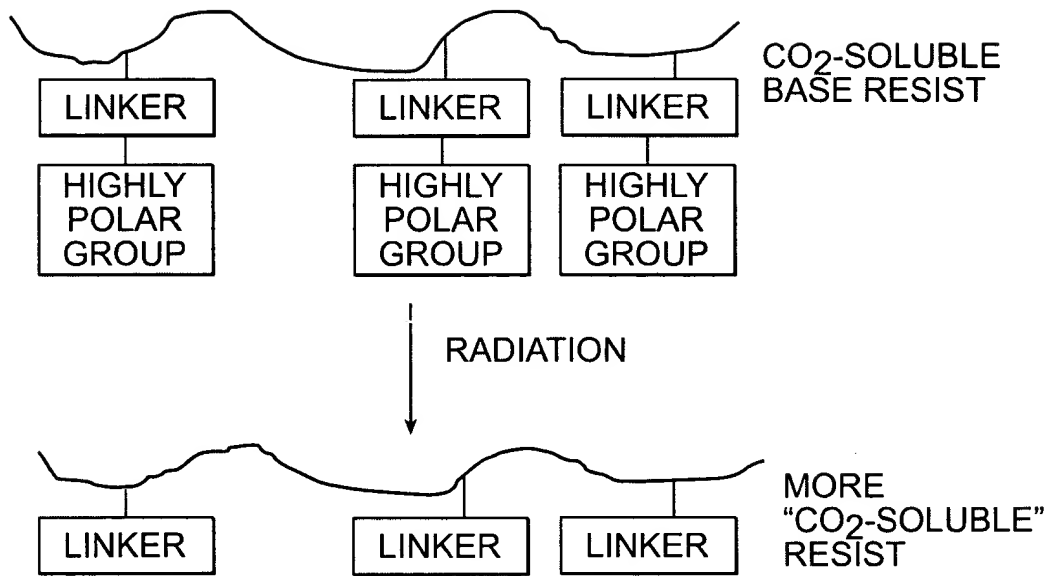 CO2-SOLUBLE
BASE RESIST
LINKER LINKER LINKER
HIGHLY HIGHLY HIGHLY
POLAR POLAR POLAR
GROUP GROUP GROUP
RADIATION
MORE
“CO2-SOLUBLE”
RESIST
LINKER LINKER LINKER